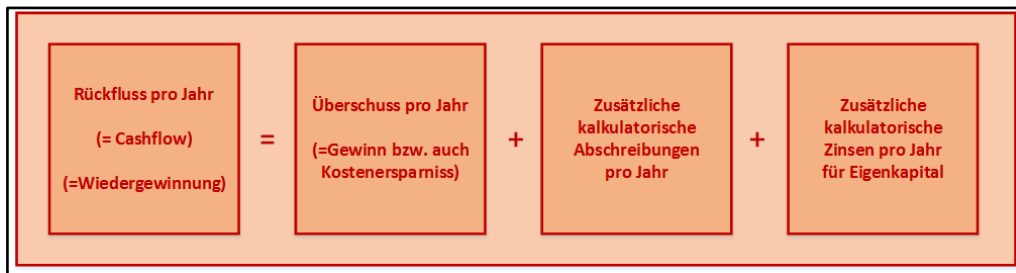 Rückfluss pro Jahr
(= Cashflow)
(=Wiedergewinnung)
=
Überschuss pro Jahr
(=Gewinn bzw. auch
Kostenersparniss)
+
Zusätzliche
kalkulatorische
Abschreibungen
pro Jahr
+
Zusätzliche
kalkulatorische
Zinsen pro Jahr
für Eigenkapital